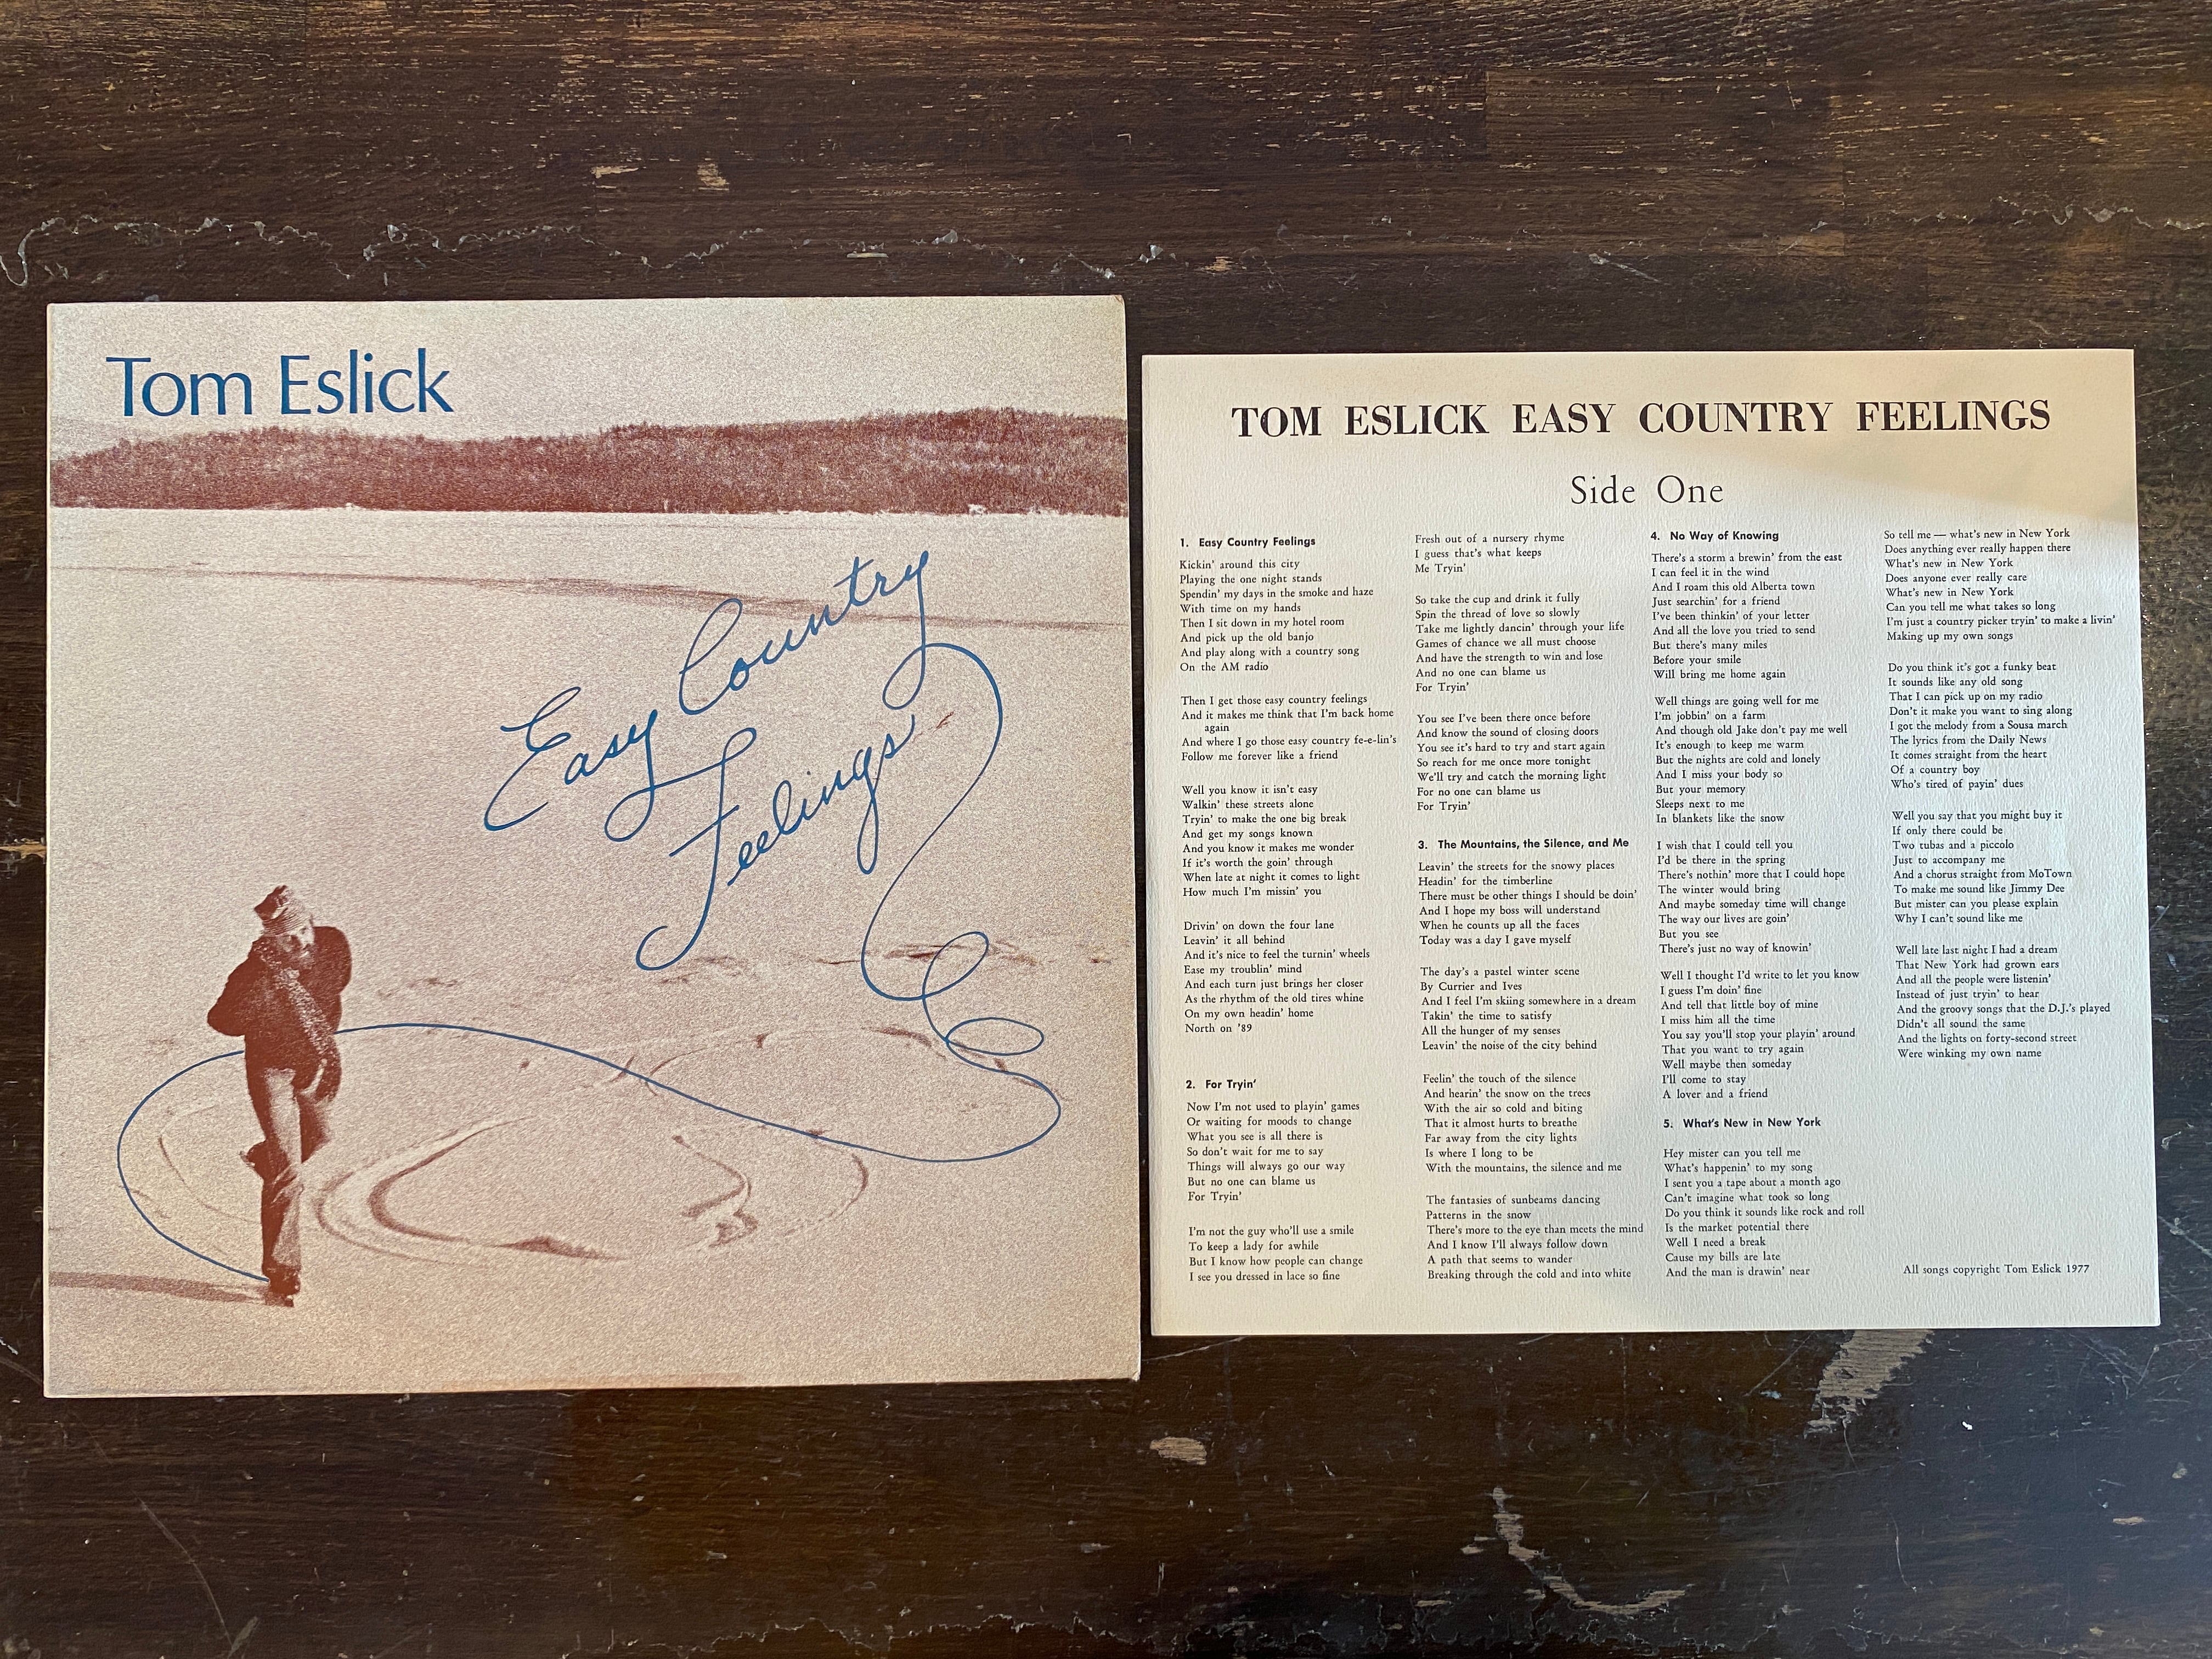 Tom Eslick
Easy Country
Feelings
TOM ESLICK EASY COUNTRY FEELINGS
Side One
1. Easy Country Feelings
Kickin' around this city
Playing the one night stands
Spendin' my days in the smoke and haze
With time on my hands
Then I sit down in my hotel room
And pick up the old banjo
And play along with a country song
On the AM radio
Then I get those easy country feelings
And it makes me think that I'm back home
again
And where I go those easy country fe-e-lin's
Follow me forever like a friend
Well you know it isn't easy
Walkin' these streets alone
Tryin' to make the one big break
And get my songs known
And you know it makes me wonder
If it's worth the goin' through
When late at night it comes to light
How much I'm missin' you
Drivin' on down the four lane
Leavin' it all behind
And it's nice to feel the turnin' wheels
Ease my troublin' mind
And each turn just brings her closer
As the rhythm of the old tires whine
On my own headin' home
North on '89
2. For Tryin'
Now I'm not used to playin' games
Or waiting for moods to change
What you see is all there is
So don't wait for me to say
Things will always go our way
But no one can blame us
For Tryin'
I'm not the guy who'll use a smile
To keep a lady for awhile
But I know how people can change
I see you dressed in lace so fine
Fresh out of a nursery rhyme
I guess that's what keeps
Me Tryin'
So take the cup and drink it fully
Spin the thread of love so slowly
Take me lightly dancin' through your life
Games of chance we all must choose
And have the strength to win and lose
And no one can blame us
For Tryin'
You see I've been there once before
And know the sound of closing doors
You see it's hard to try and start again
So reach for me once more tonight
We'll try and catch the morning light
For no one can blame us
For Tryin'
3. The Mountains, the Silence, and Me
Leavin' the streets for the snowy places
Headin' for the timberline
There must be other things I should be doin'
And I hope my boss will understand
When he counts up all the faces
Today was a day I gave myself
The day's a pastel winter scene
By Currier and Ives
And I feel I'm skiing somewhere in a dream
Takin' the time to satisfy
All the hunger of my senses
Leavin' the noise of the city behind
Feelin' the touch of the silence
And hearin' the snow on the trees
With the air so cold and biting
That it almost hurts to breathe
Far away from the city lights
Is where I long to be
With the mountains, the silence and me
The fantasies of sunbeams dancing
Patterns in the snow
There's more to the eye than meets the mind
And I know I'll always follow down
A path that seems to wander
Breaking through the cold and into white
4. No Way of Knowing
There's a storm a brewin' from the east
I can feel it in the wind
And I roam this old Alberta town
Just searchin' for a friend
I've been thinkin' of your letter
And all the love you tried to send
But there's many miles
Before your smile
Will bring me home again
Well things are going well for me
I'm jobbin' on a farm
And though old Jake don't pay me well
It's enough to keep me warm
But the nights are cold and lonely
And I miss your body so
But your memory
Sleeps next to me
In blankets like the snow
I wish that I could tell you
I'd be there in the spring
There's nothin' more that I could hope
The winter would bring
And maybe someday time will change
The way our lives are goin'
But you see
There's just no way of knowin'
Well I thought I'd write to let you know
I guess I'm doin' fine
And tell that little boy of mine
I miss him all the time
You say you'll stop your playin' around
That you want to try again
Well maybe then someday
I'll come to stay
A lover and a friend
5. What's New in New York
Hey mister can you tell me
What's happenin' to my song
I sent you a tape about a month ago
Can't imagine what took so long
Do you think it sounds like rock and roll
Is the market potential there
Well I need a break
Cause my bills are late
And the man is drawin' near
So tell me — what's new in New York
Does anything ever really happen there
What's new in New York
Does anyone ever really care
What's new in New York
Can you tell me what takes so long
I'm just a country picker tryin' to make a livin'
Making up my own songs
Do you think it's got a funky beat
It sounds like any old song
That I can pick up on my radio
Don't it make you want to sing along
I got the melody from a Sousa march
The lyrics from the Daily News
It comes straight from the heart
Of a country boy
Who's tired of payin' dues
Well you say that you might buy it
If only there could be
Two tubas and a piccolo
Just to accompany me
And a chorus straight from MoTown
To make me sound like Jimmy Dee
But mister can you please explain
Why I can't sound like me
Well late last night I had a dream
That New York had grown ears
And all the people were listenin'
Instead of just tryin' to hear
And the groovy songs that the D.J.'s played
Didn't all sound the same
And the lights on forty-second street
Were winking my own name
All songs copyright Tom Eslick 1977